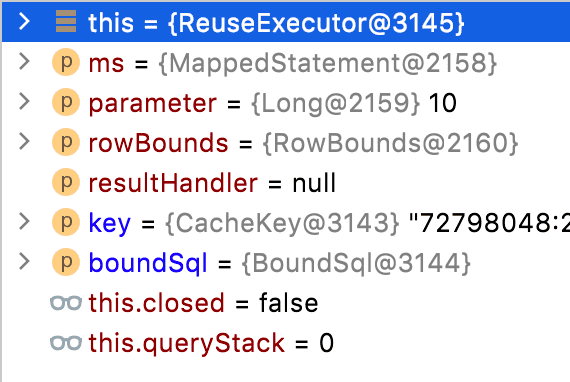 this = {ReuseExecutor@3145}
p ms = {MappedStatement@2158}
p parameter = {Long@2159} 10
p rowBounds = {RowBounds@2160}
p resultHandler = null
p key = {CacheKey@3143} "72798048:2
p boundSql = {BoundSql@3144}
this.closed = false
this.queryStack = 0